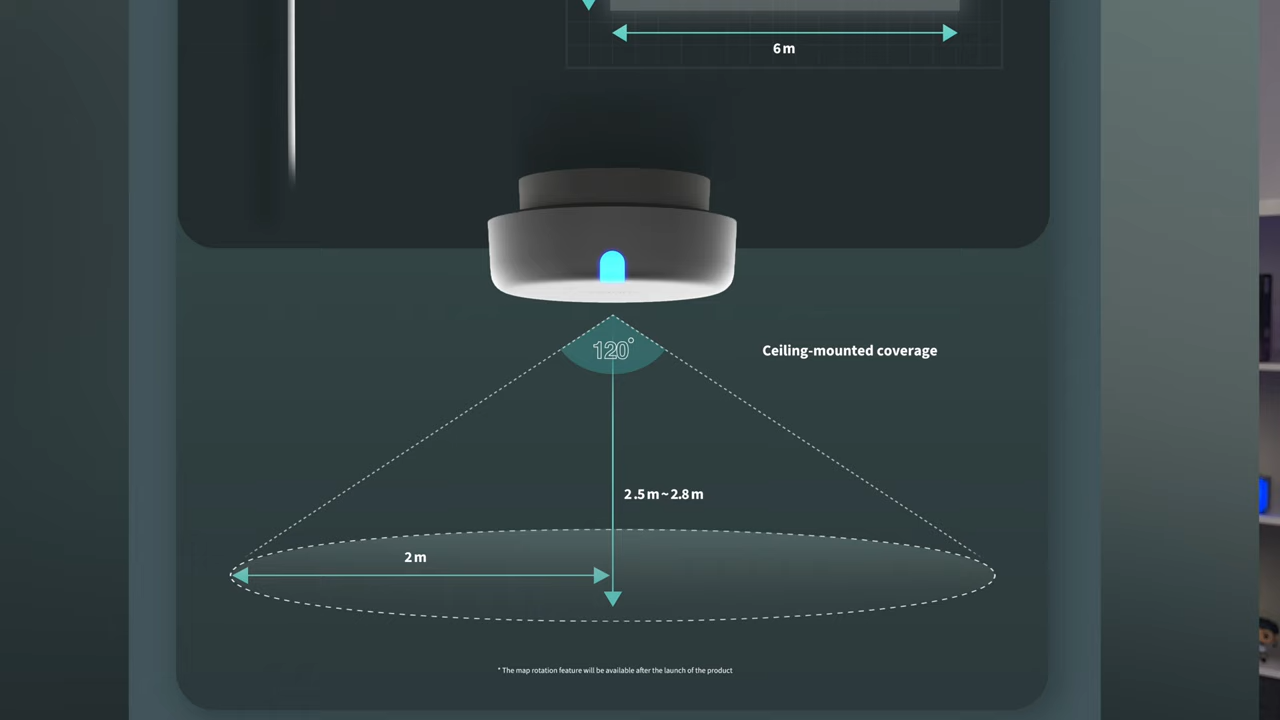 6m
120°
Ceiling-mounted coverage
2.5m~2.8m
2m
* The map rotation feature will be available after the launch of the product